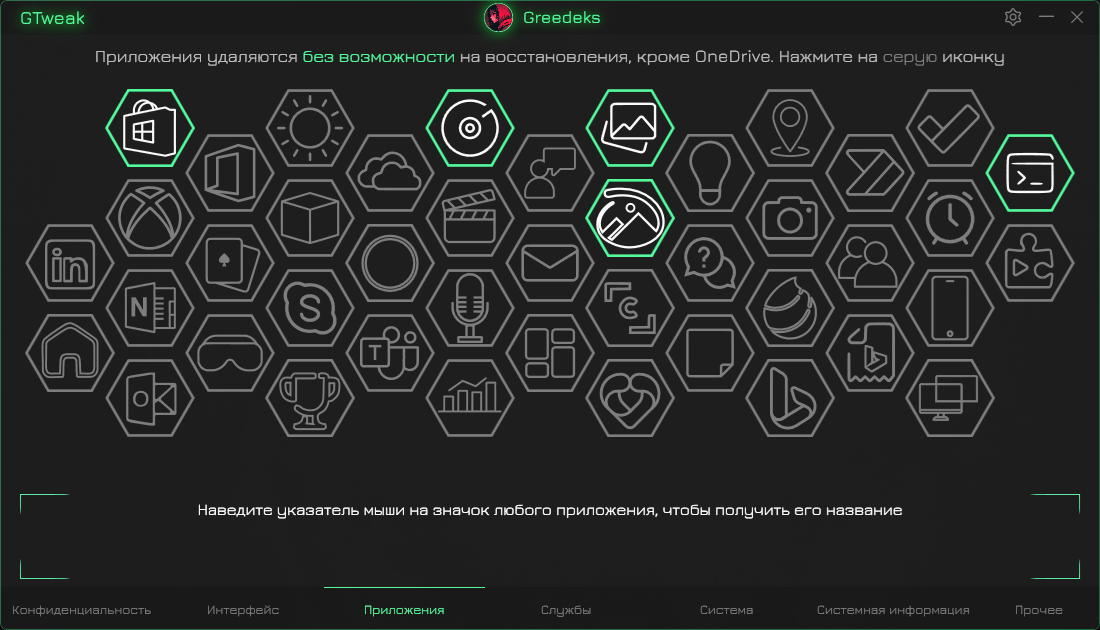 GTweak
Greedeks
Приложения удаляются без возможности на восстановления, кроме OneDrive. Нажмите на серую иконку
Наведите указатель мыши на значок любого приложения, чтобы получить его название
Конфиденциальность Интерфейс Приложения Службы Система Системная информация Прочее